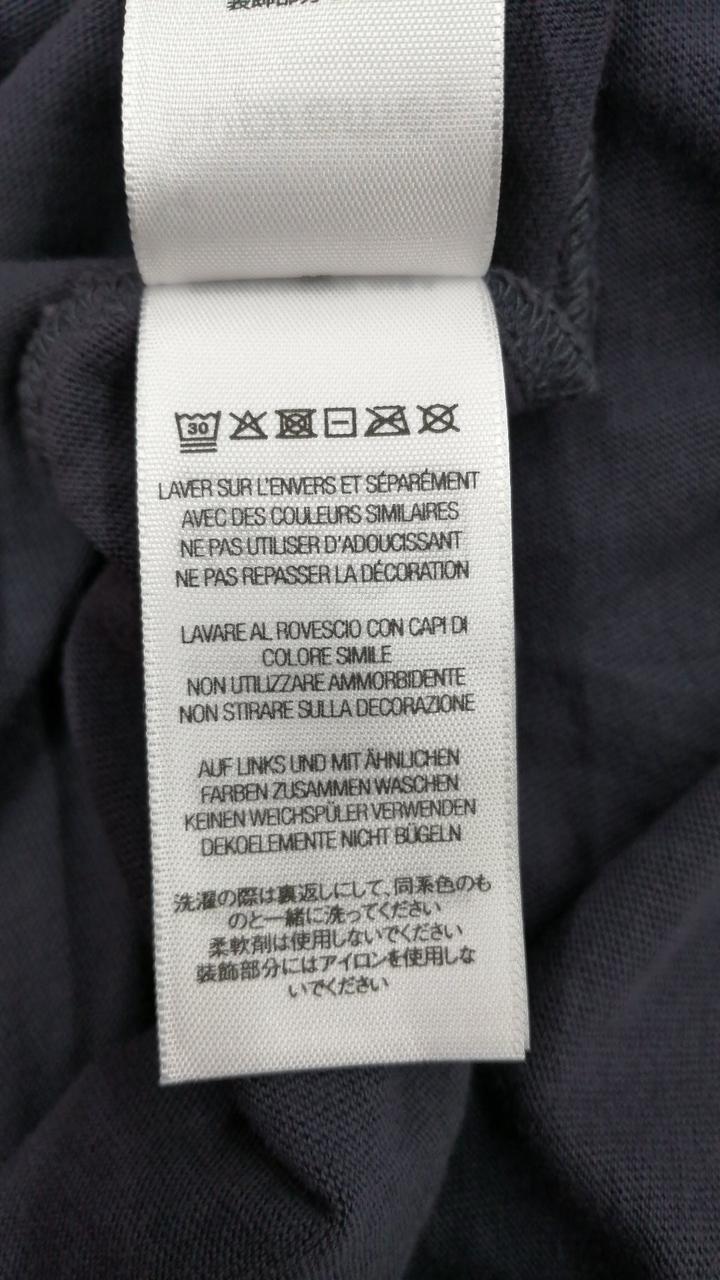 装飾部分
30
LAVER SUR L'ENVERS ET SÉPARÉMENT
AVEC DES COULEURS SIMILAIRES
NE PAS UTILISER D'ADOUCISSANT
NE PAS REPASSER LA DÉCORATION
LAVARE AL ROVESCIO CON CAPI DI
COLORE SIMILE
NON UTILIZZARE AMMORBIDENTE
NON STIRARE SULLA DECORAZIONE
AUF LINKS UND MIT ÄHNLICHEN
FARBEN ZUSAMMEN WASCHEN
KEINEN WEICHSPÜLER VERWENDEN
DEKOELEMENTE NICHT BÜGELN
洗濯の際は裏返しにして、同系色のも
のと一緒に洗ってください
柔軟剤は使用しないでください
装飾部分にはアイロンを使用しな
いでください